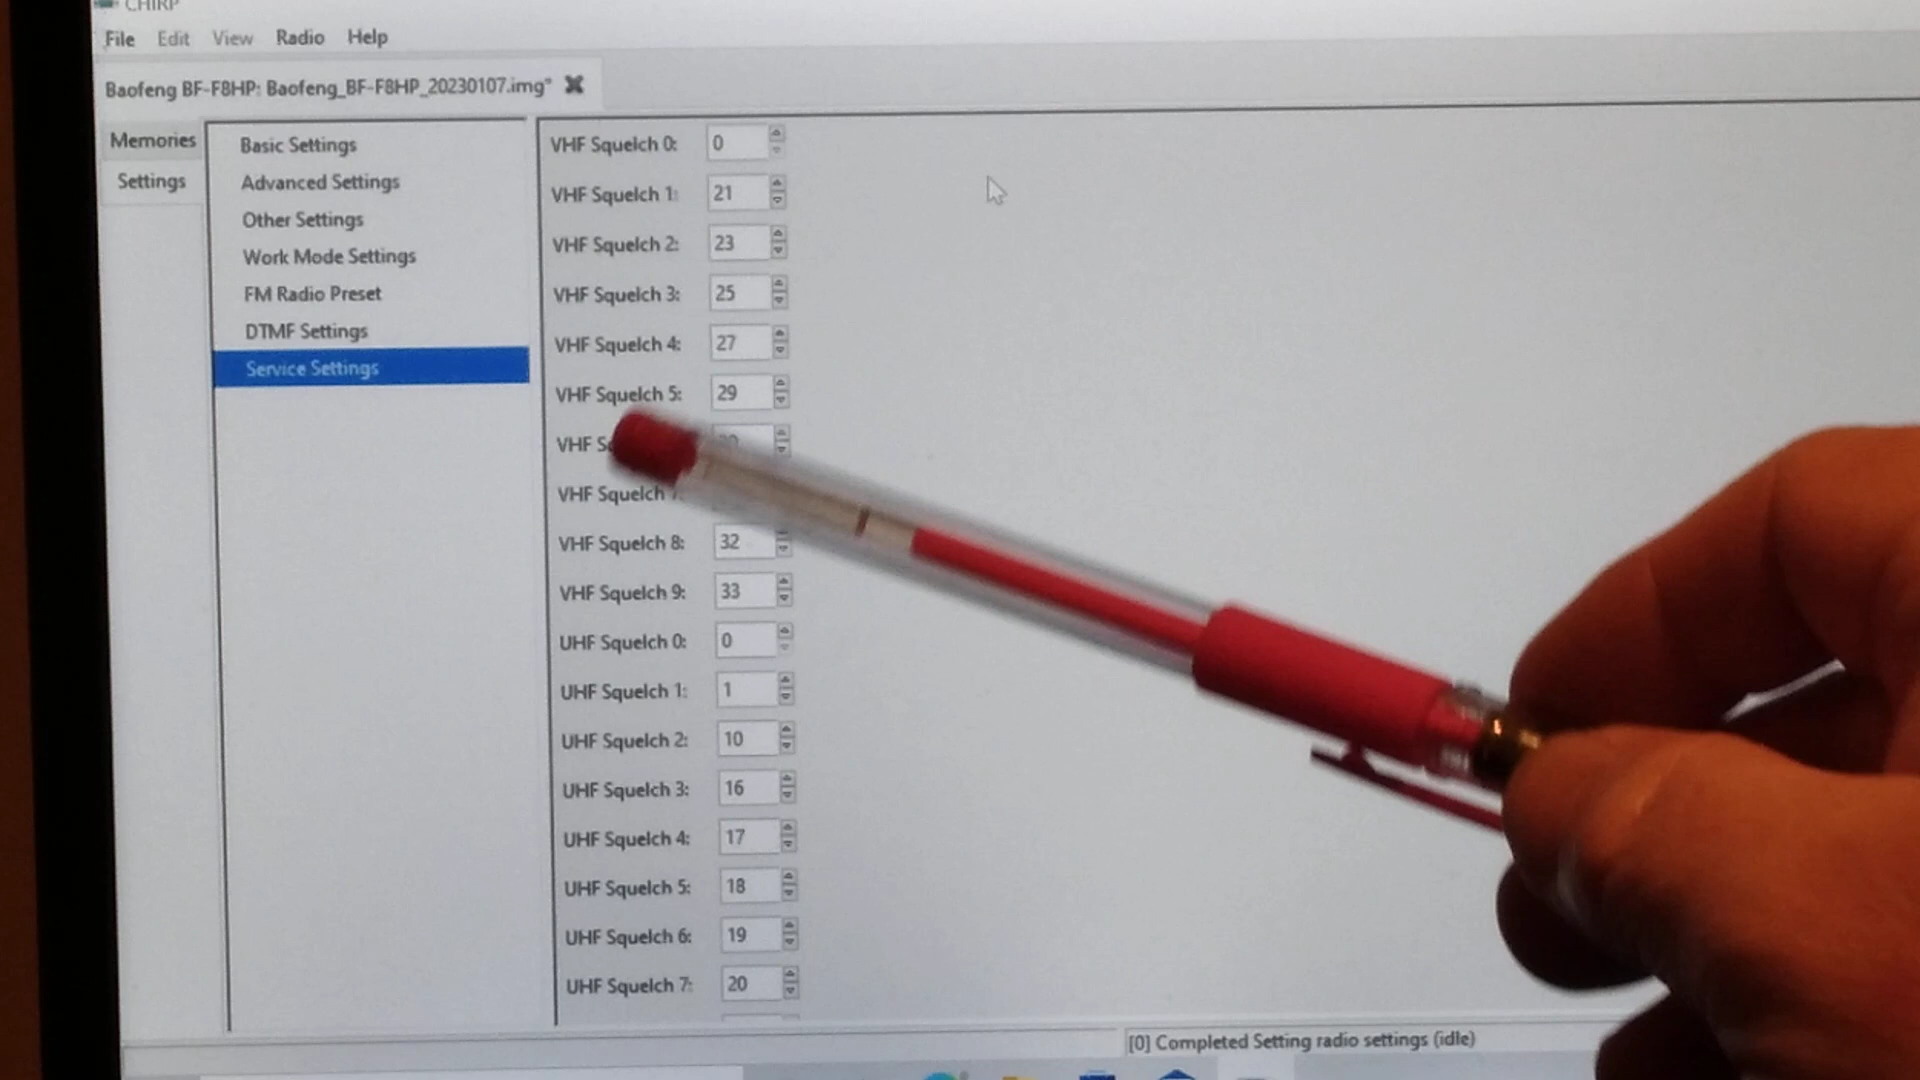 CHIRP
File Edit View Radio Help
Baofeng BF-F8HP: Baofeng_BF-F8HP_20230107.img*
Memories
Settings
Basic Settings
Advanced Settings
Other Settings
Work Mode Settings
FM Radio Preset
DTMF Settings
Service Settings
VHF Squelch 0: 0
VHF Squelch 1: 21
VHF Squelch 2: 23
VHF Squelch 3: 25
VHF Squelch 4: 27
VHF Squelch 5: 29
VHF
VHF Squelch
VHF Squelch 8: 32
VHF Squelch 9: 33
UHF Squelch 0: 0
UHF Squelch 1: 1
UHF Squelch 2: 10
UHF Squelch 3: 16
UHF Squelch 4: 17
UHF Squelch 5: 18
UHF Squelch 6: 19
UHF Squelch 7: 20
[0] Completed Setting radio settings (idle)